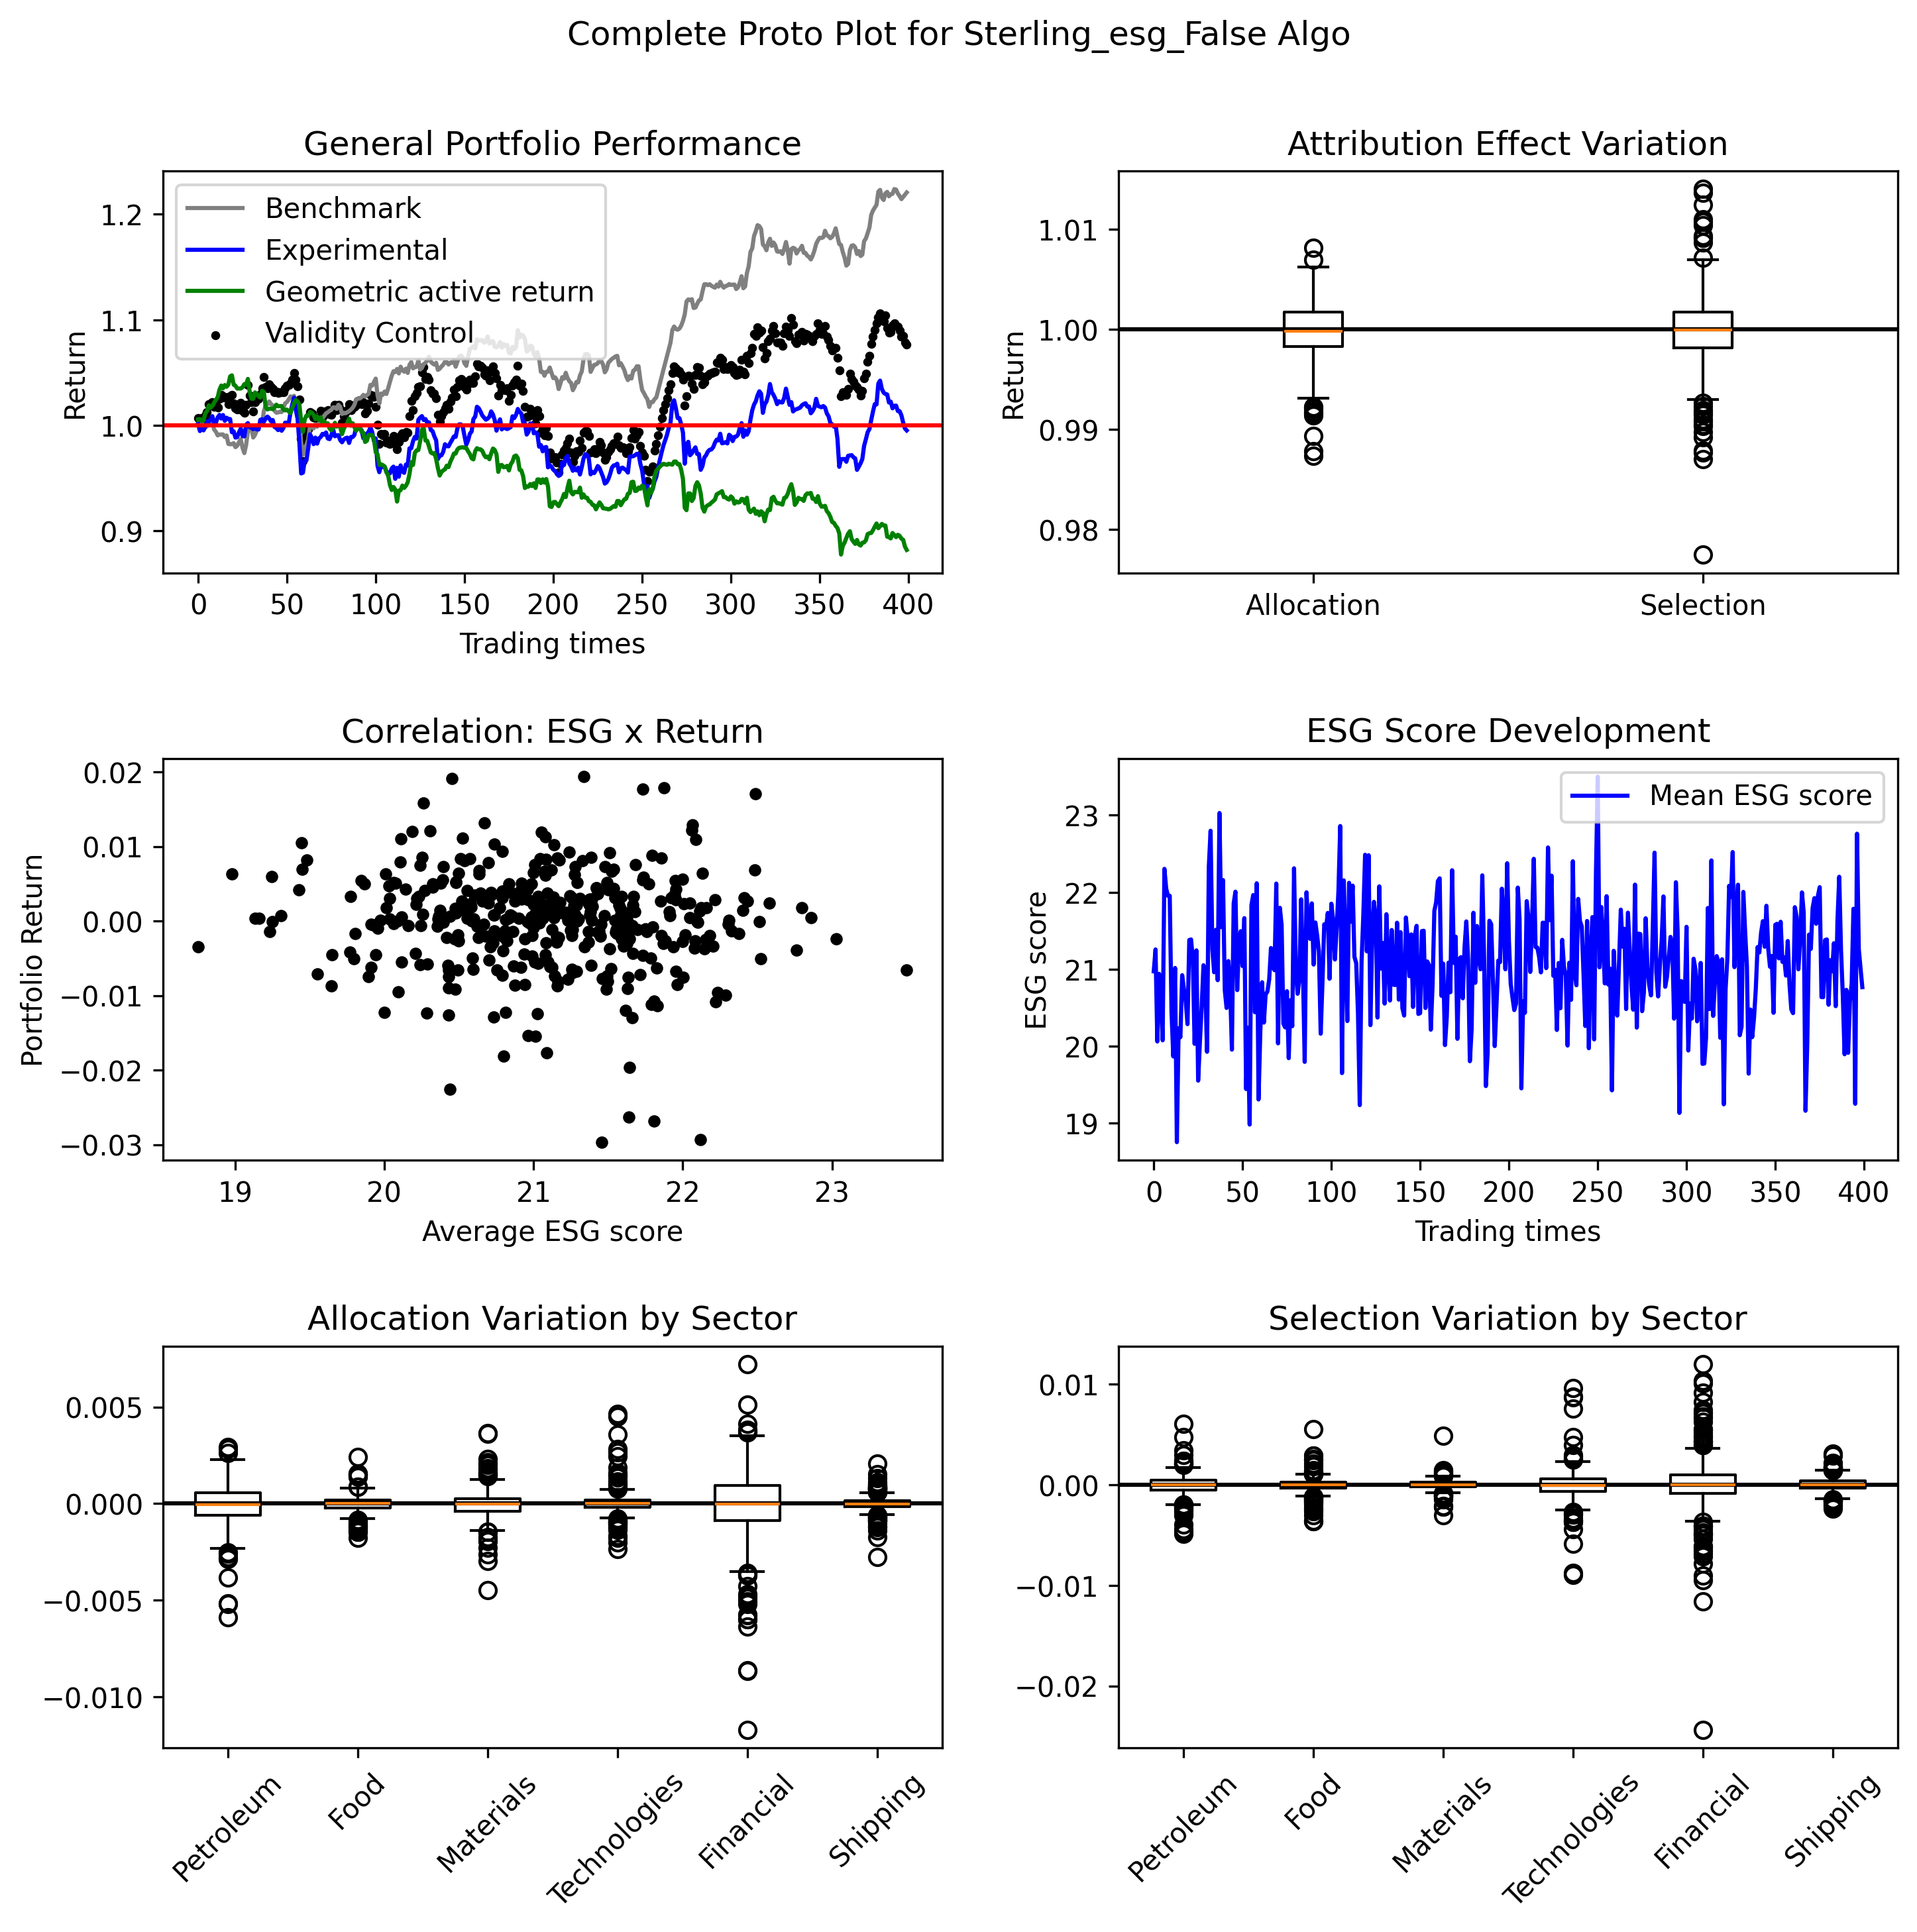 Complete Proto Plot for Sterling_esg_False Algo
General Portfolio Performance
Return
1.2
1.1
1.0
0.9
Benchmark
Experimental
Geometric active return
Validity Control
0 50 100 150 200 250 300 350 400
Trading times
Attribution Effect Variation
Return
1.01
1.00
0.99
0.98
Allocation Selection
Correlation: ESG x Return
Portfolio Return
0.02
0.01
0.00
−0.01
−0.02
−0.03
19 20 21 22 23
Average ESG score
ESG Score Development
ESG score
23
22
21
20
19
Mean ESG score
0 50 100 150 200 250 300 350 400
Trading times
Allocation Variation by Sector
0.005
0.000
−0.005
−0.010
Petroleum
Food
Materials
Technologies
Financial
Shipping
Selection Variation by Sector
0.01
0.00
−0.01
−0.02
Petroleum
Food
Materials
Technologies
Financial
Shipping